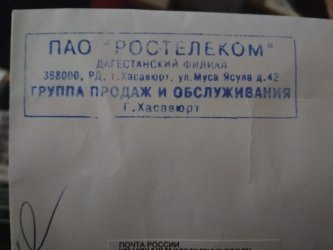 ПАО "РОСТЕЛЕКОМ"
ДАГЕСТАНСКИЙ ФИЛИАЛ
368000, РД, г.Хасавюрт, ул.Муса Ясула д.42
ГРУППА ПРОДАЖ И ОБСЛУЖИВАНИЯ
Г.Хасавюрт
ПОЧТА РОССИИ